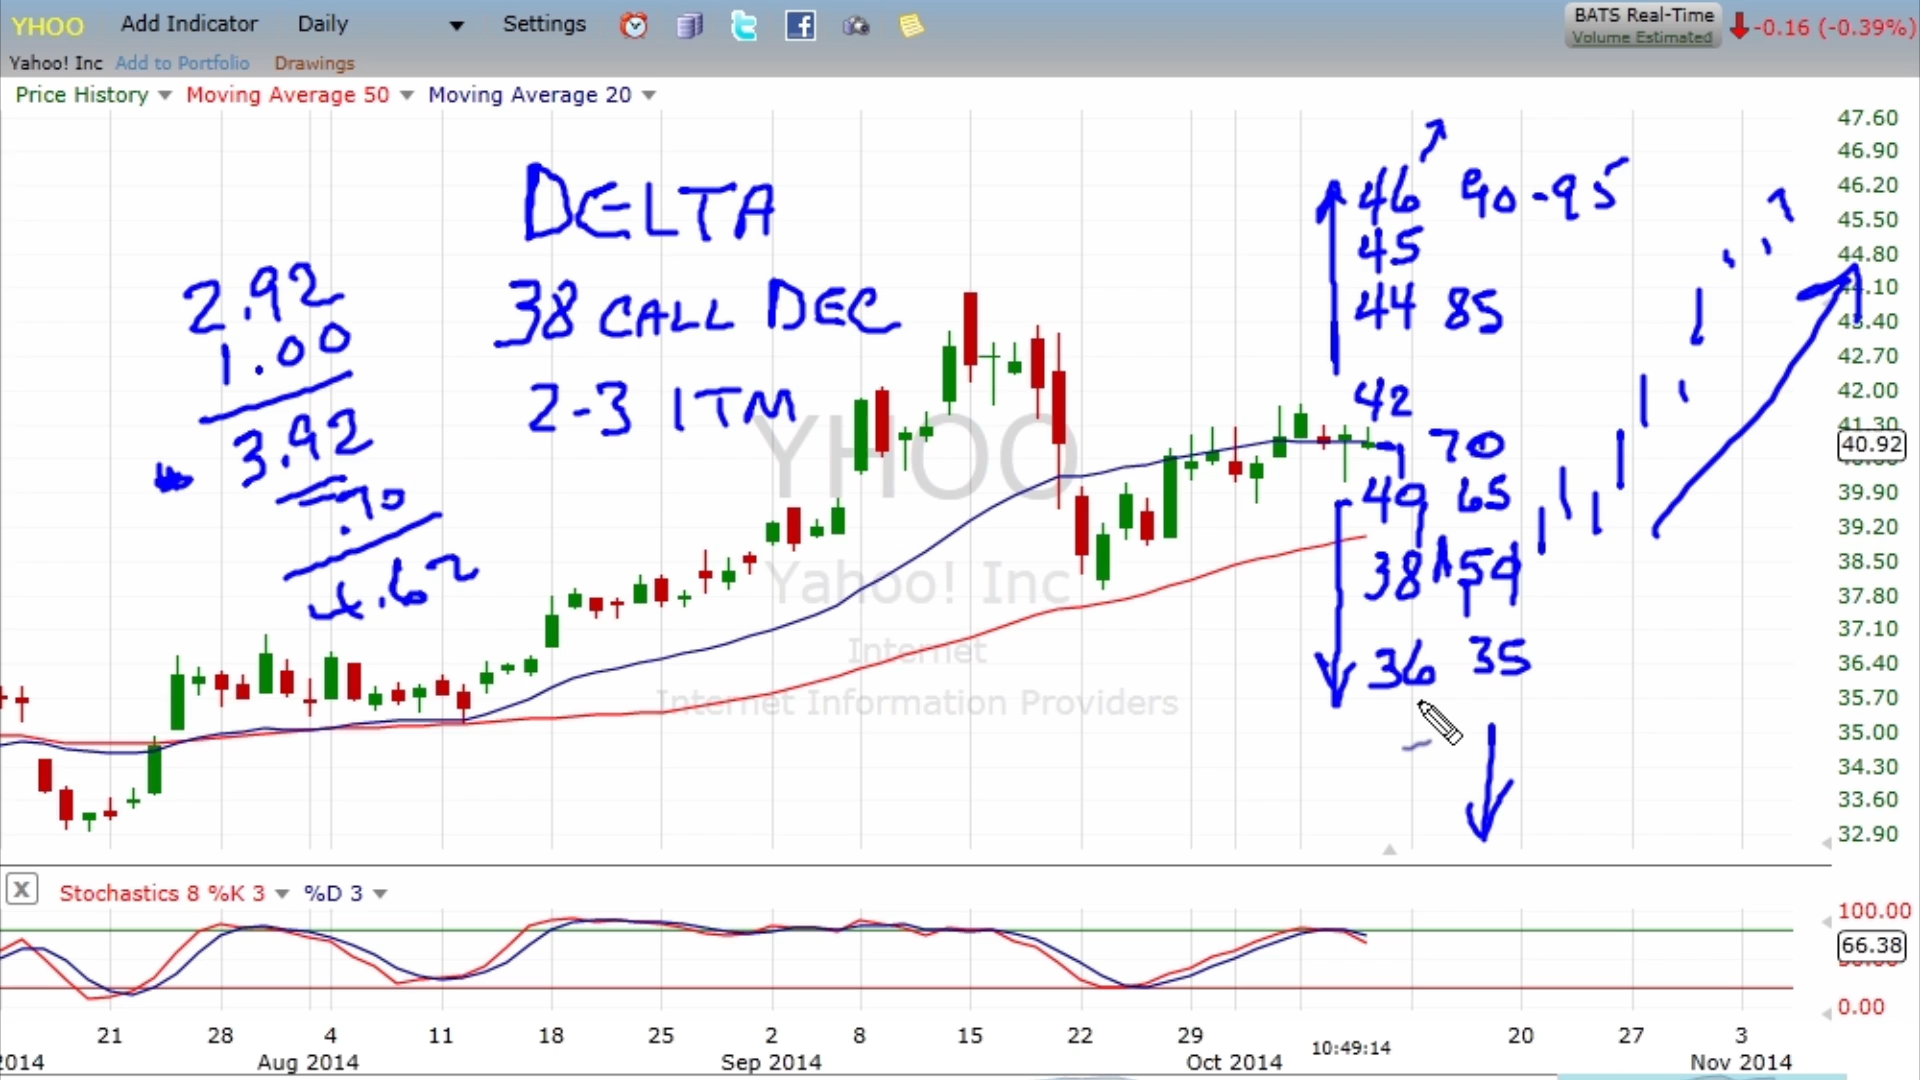 YHOO Add Indicator Daily Settings BATS Real-Time -0.16 (-0.39%)
Volume Estimated
Yahoo! Inc Add to Portfolio Drawings
Price History Moving Average 50 Moving Average 20
47.60
46.90
46.20
45.50
44.80
44.10
43.40
42.70
42.00
41.30
40.92
39.90
39.20
38.50
37.80
37.10
36.40
35.70
35.00
34.30
33.60
32.90
DELTA
38 CALL DEC
2-3 ITM
2.92
1.00
3.92
.70
4.62
46 90-95
45
44 85
42
70
40 65
38 50
36 35
YHOO
Yahoo! Inc
Internet
Internet Information Providers
X Stochastics 8 %K 3 %D 3
100.00
66.38
0.00
21 28 4 11 18 25 2 8 15 22 29 10:49:14 20 27 3
2014 Aug 2014 Sep 2014 Oct 2014 Nov 2014